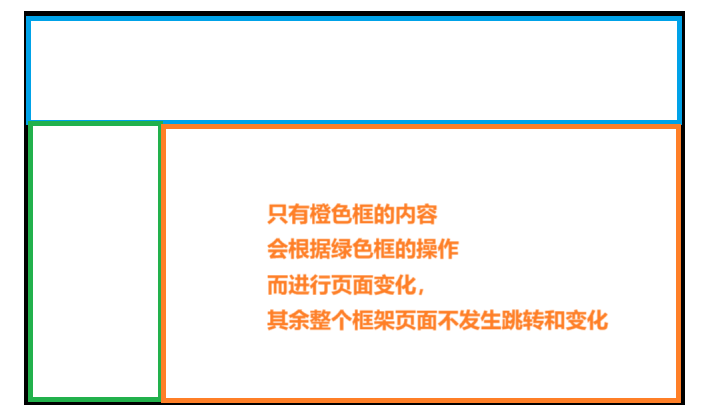 只有橙色框的内容
会根据绿色框的操作
而进行页面变化，
其余整个框架页面不发生跳转和变化